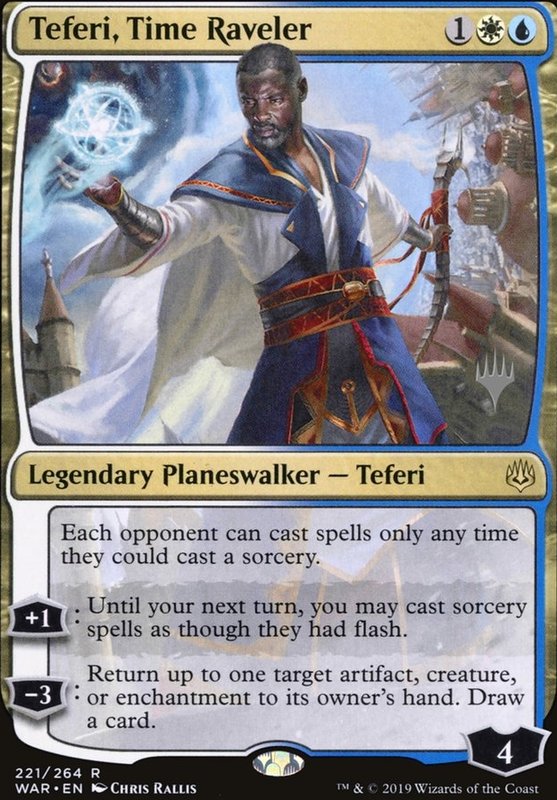 Teferi, Time Raveler 1
Legendary Planeswalker — Teferi
Each opponent can cast spells only any time
they could cast a sorcery.
+1 : Until your next turn, you may cast sorcery
spells as though they had flash.
−3 : Return up to one target artifact, creature,
or enchantment to its owner's hand. Draw
a card.
4
221/264 R
WAR • EN Chris Rallis
™ & © 2019 Wizards of the Coast